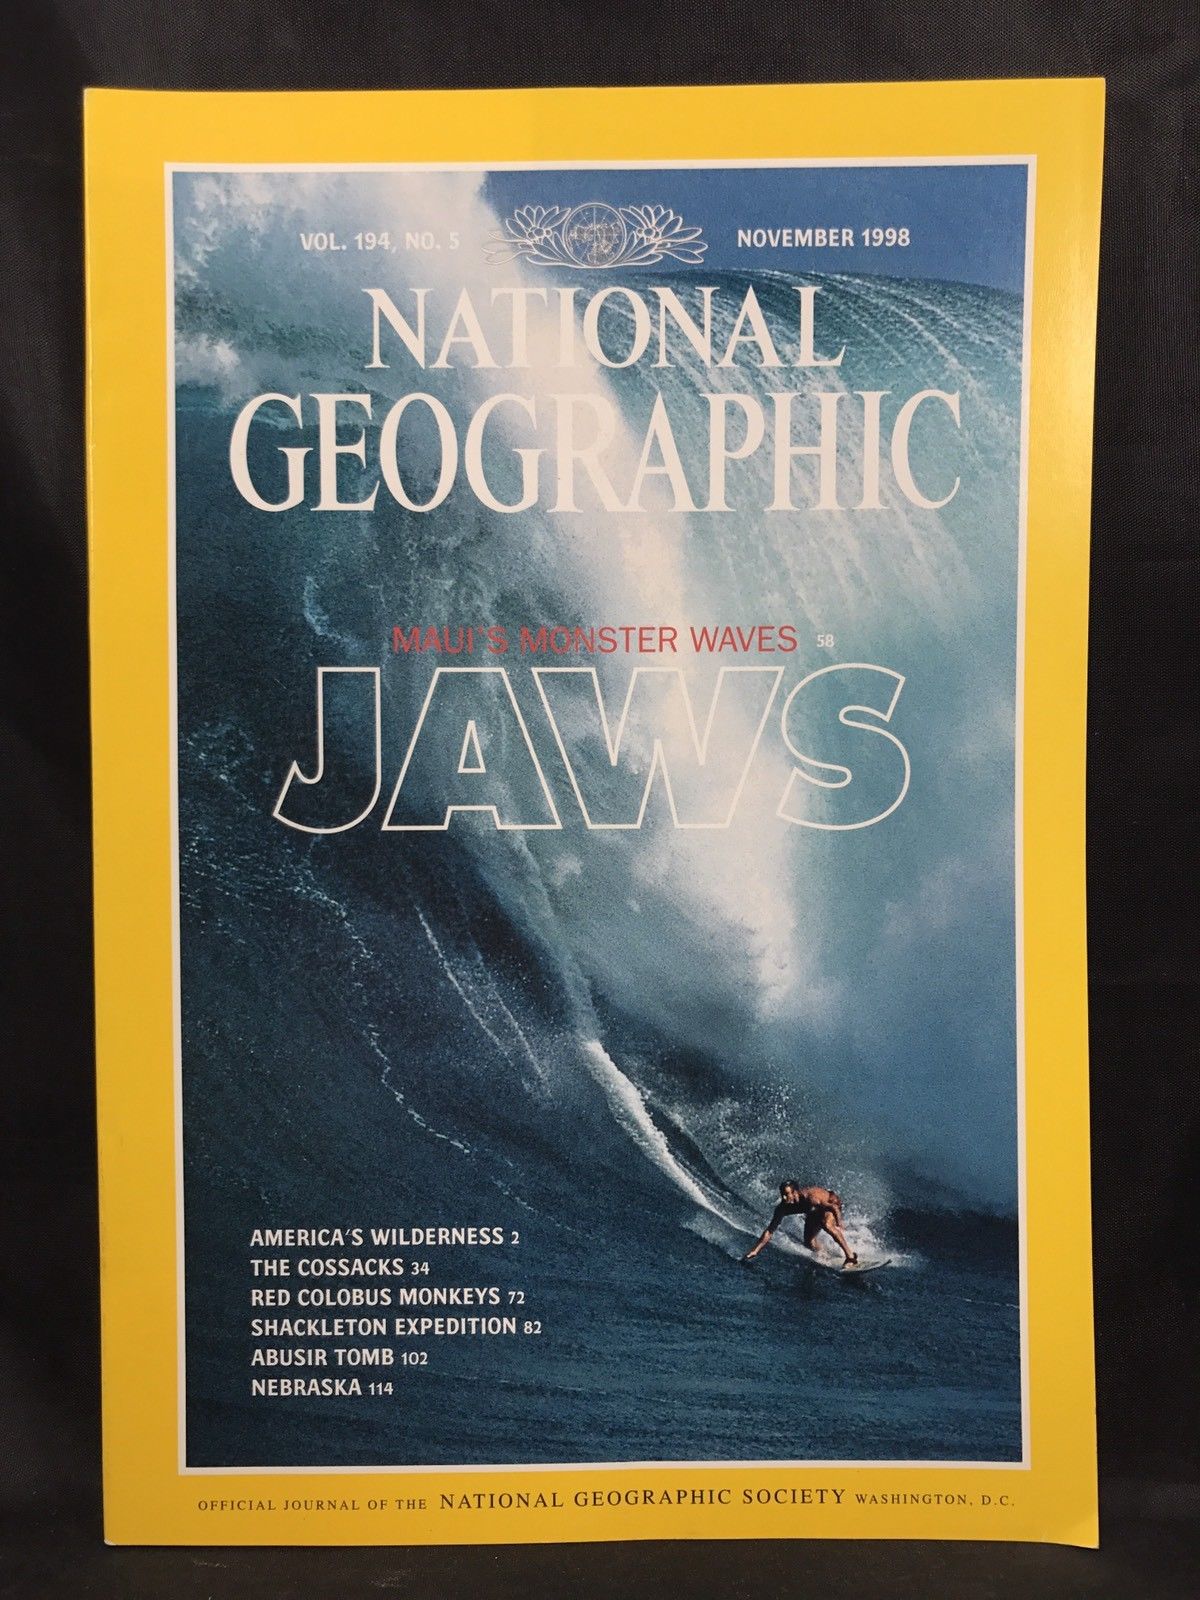 VOL. 194, NO. 5
NOVEMBER 1998
NATIONAL
GEOGRAPHIC
MAUI'S MONSTER WAVES 58
JAWS
AMERICA'S WILDERNESS 2
THE COSSACKS 34
RED COLOBUS MONKEYS 72
SHACKLETON EXPEDITION 82
ABUSIR TOMB 102
NEBRASKA 114
OFFICIAL JOURNAL OF THE NATIONAL GEOGRAPHIC SOCIETY WASHINGTON, D.C.